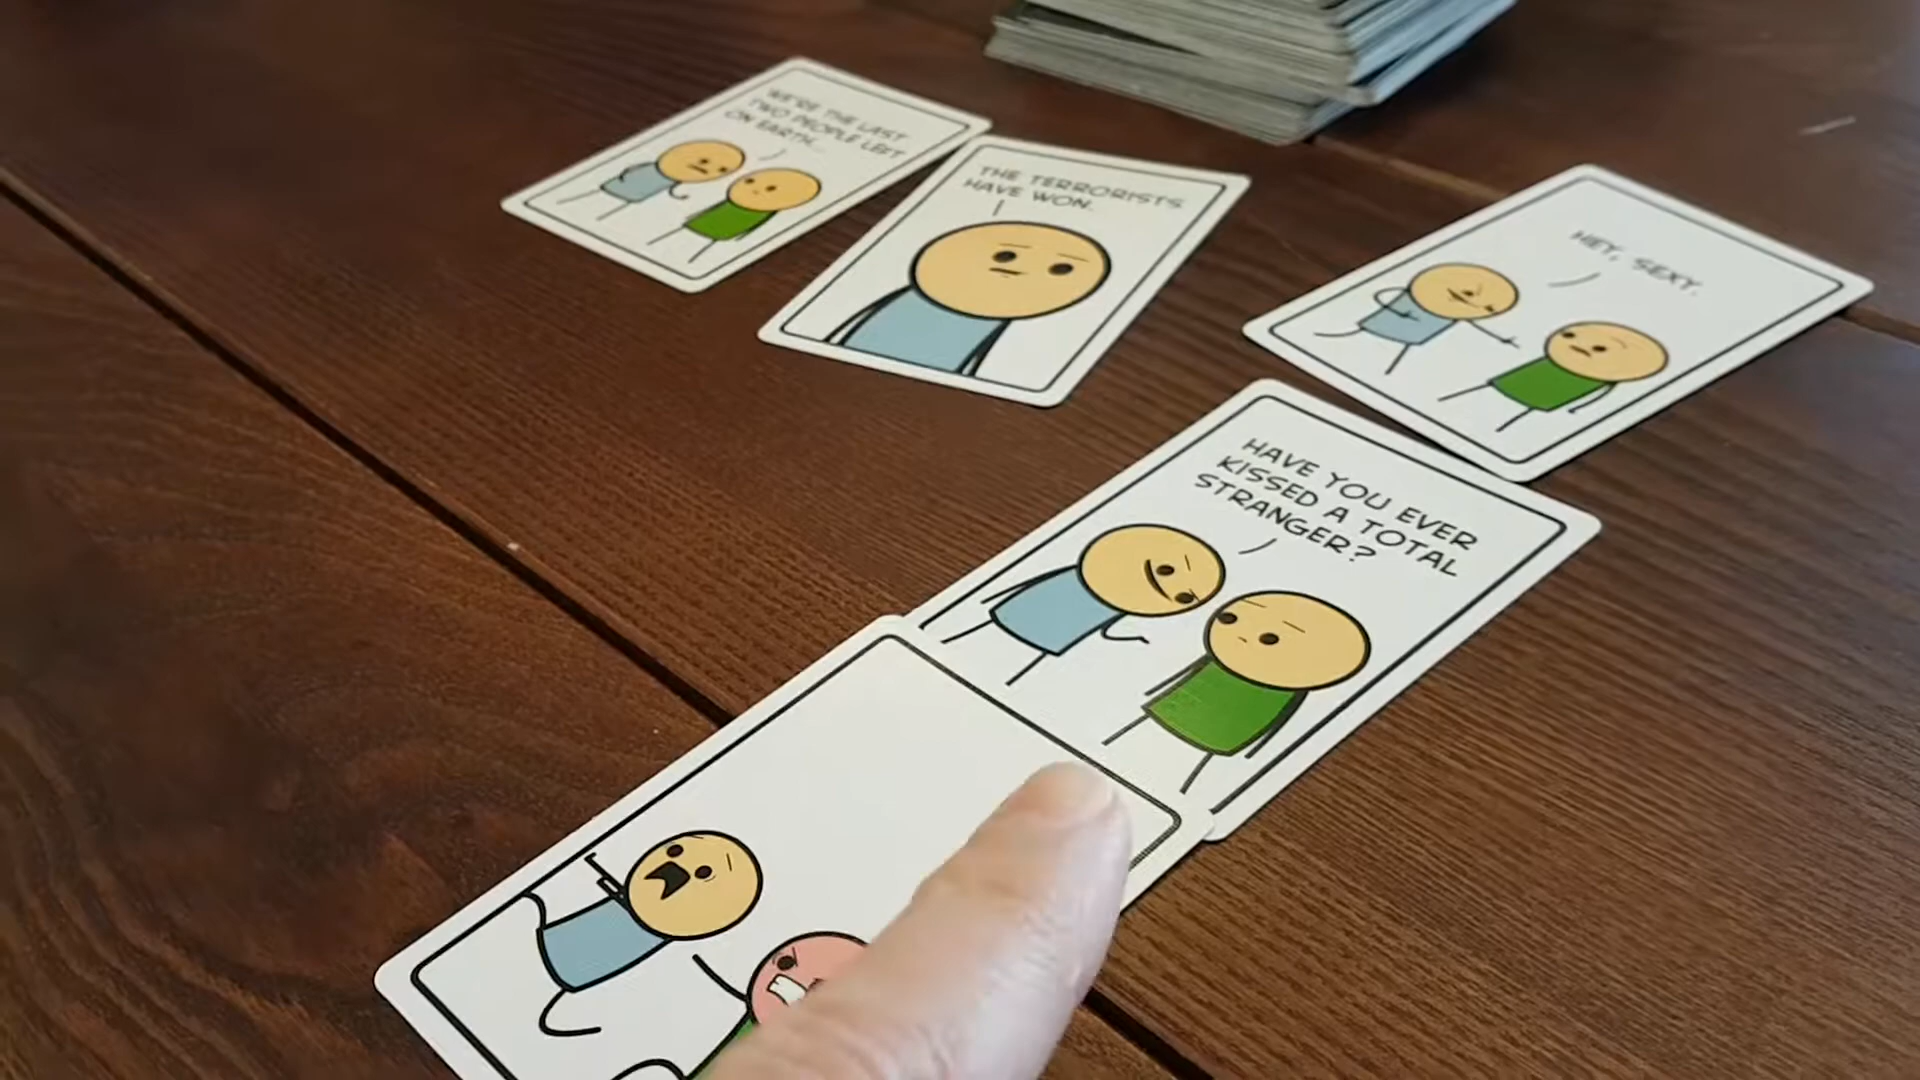 WE'RE THE LAST
TWO PEOPLE LEFT
ON EARTH...
THE TERRORISTS
HAVE WON.
HEY, SEXY.
HAVE YOU EVER
KISSED A TOTAL
STRANGER?